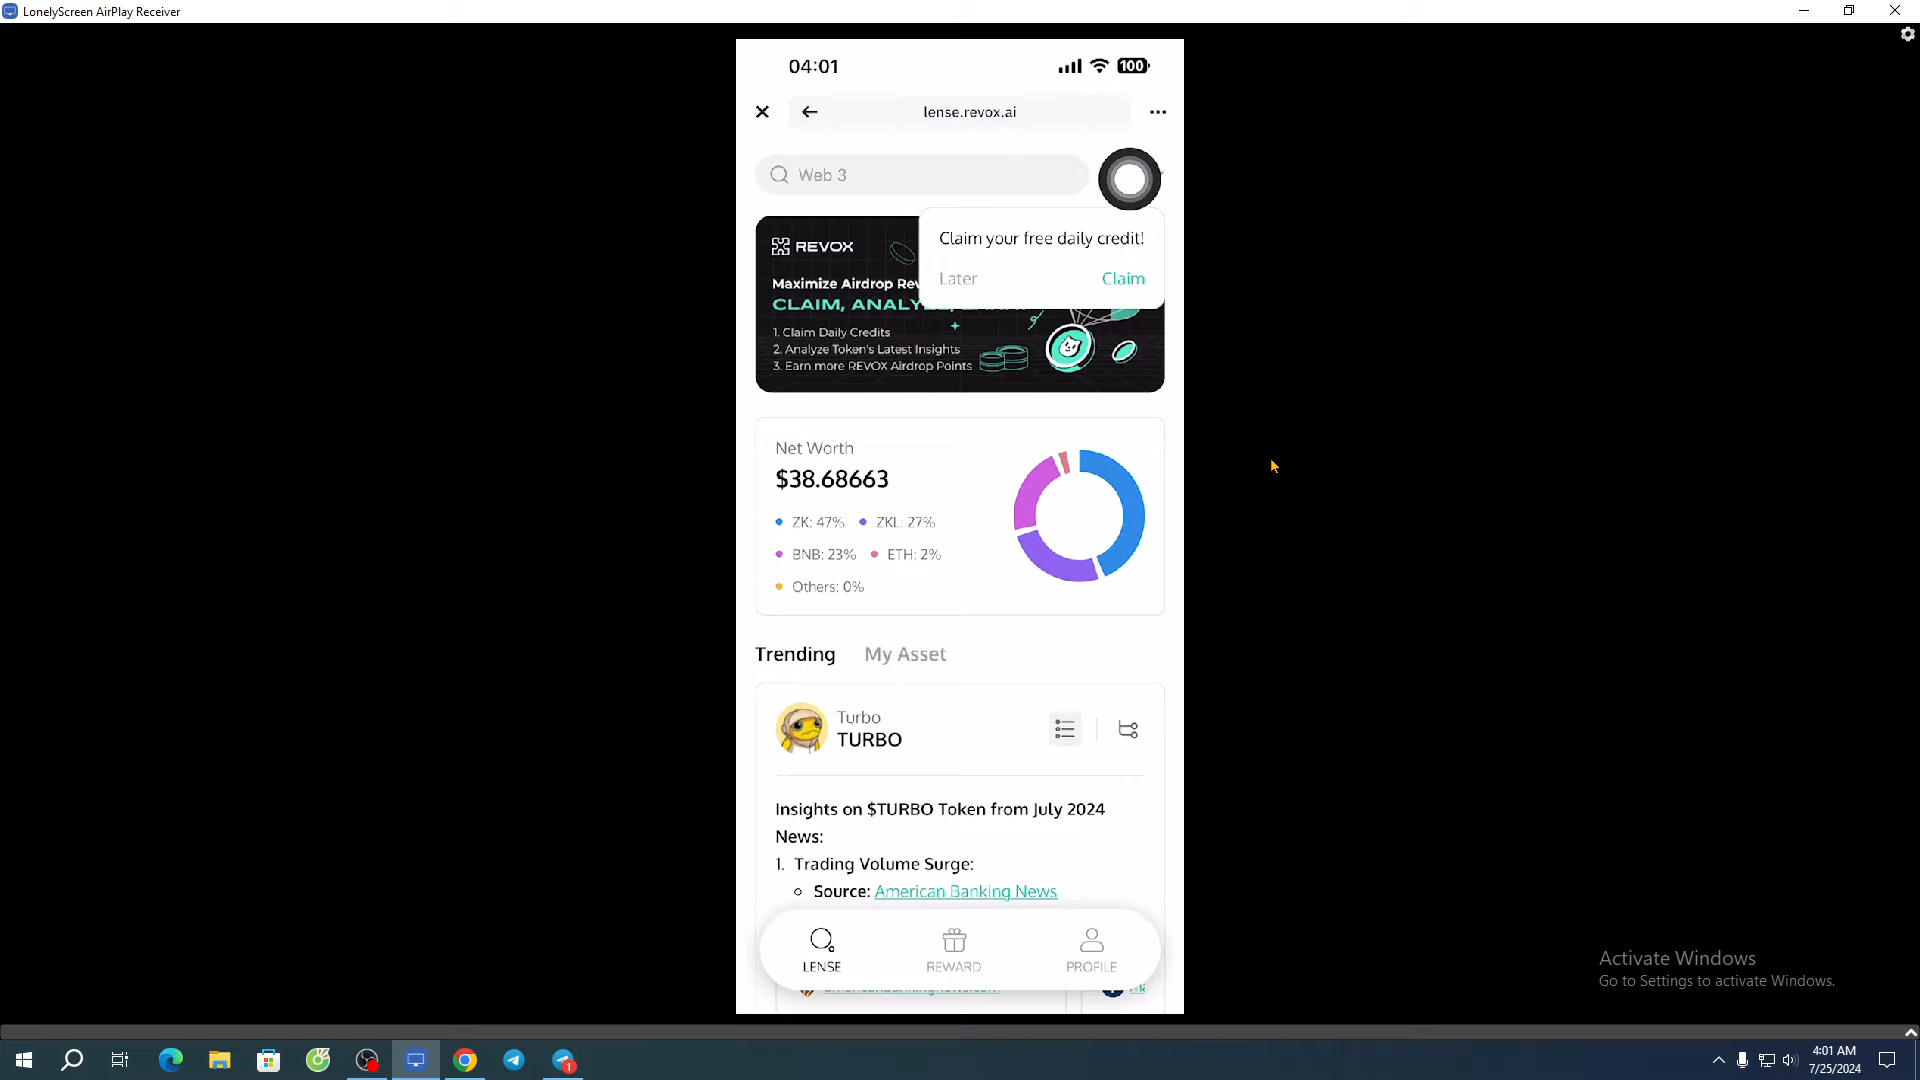 LonelyScreen AirPlay Receiver
04:01
100
lense.revox.ai
Web 3
Claim your free daily credit!
Later Claim
REVOX
Maximize Airdrop
CLAIM,
1. Claim Daily Credits
2. Analyze Token's Latest Insights
3. Earn more REVOX Airdrop Points
Net Worth
$38.68663
ZK: 47% ZKL: 27%
BNB: 23% ETH: 2%
Others: 0%
Trending My Asset
Turbo
TURBO
Insights on $TURBO Token from July 2024
News:
1. Trading Volume Surge:
Source: American Banking News
LENSE REWARD PROFILE
Activate Windows
Go to Settings to activate Windows.
1
4:01 AM
7/25/2024